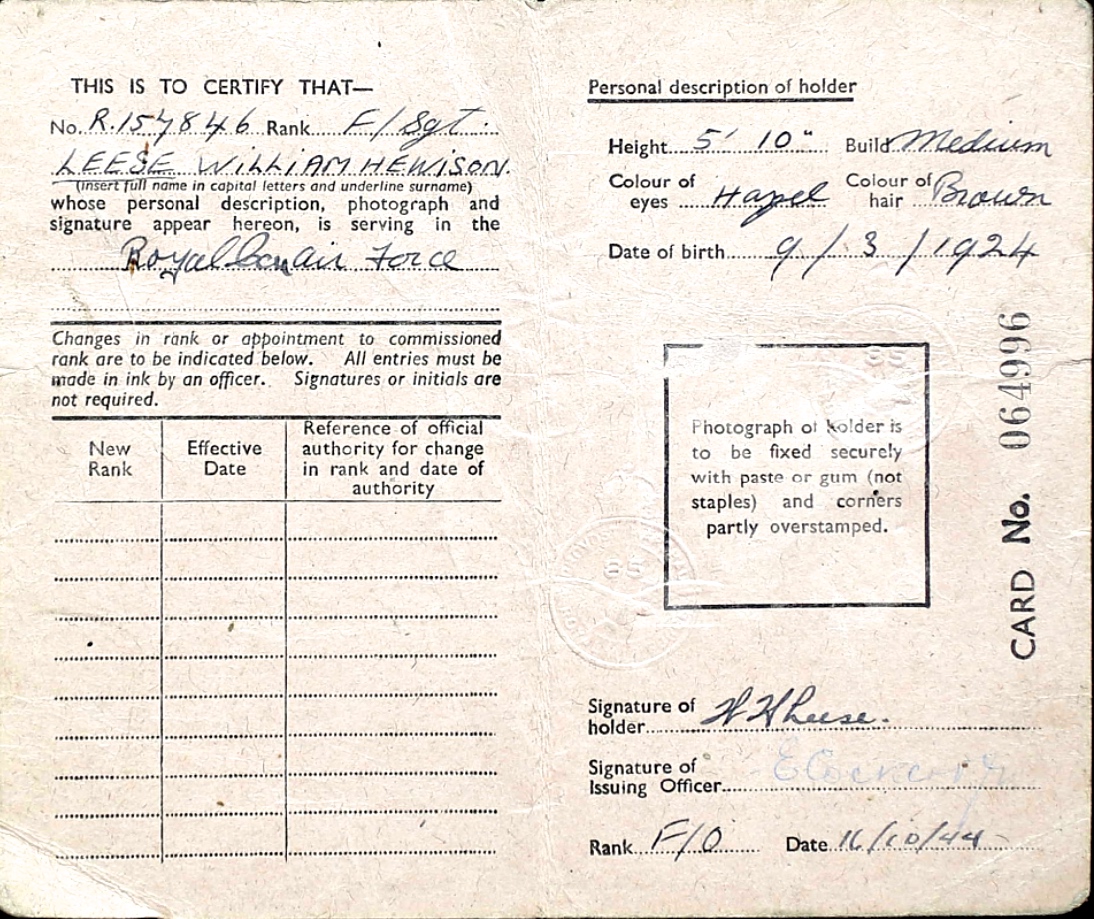 THIS IS TO CERTIFY THAT—
No. R.157846 Rank F/Sgt.
LEESE WILLIAM HEWISON.
(Insert full name in capital letters and underline surname)
whose personal description, photograph and
signature appear hereon, is serving in the
Royal Can air Force
Changes in rank or appointment to commissioned
rank are to be indicated below. All entries must be
made in ink by an officer. Signatures or initials are
not required.
New
Rank
Effective
Date
Reference of official
authority for change
in rank and date of
authority
Personal description of holder
Height 5' 10" Build Medium
Colour of
eyes Hazel
Colour of
hair Brown
Date of birth 9/3/1924
85
Photograph of holder is
to be fixed securely
with paste or gum (not
staples) and corners
partly overstamped.
85
CARD No. 064996
Signature of
holder W H Leese.
Signature of
Issuing Officer
Rank F/O Date 16/10/44